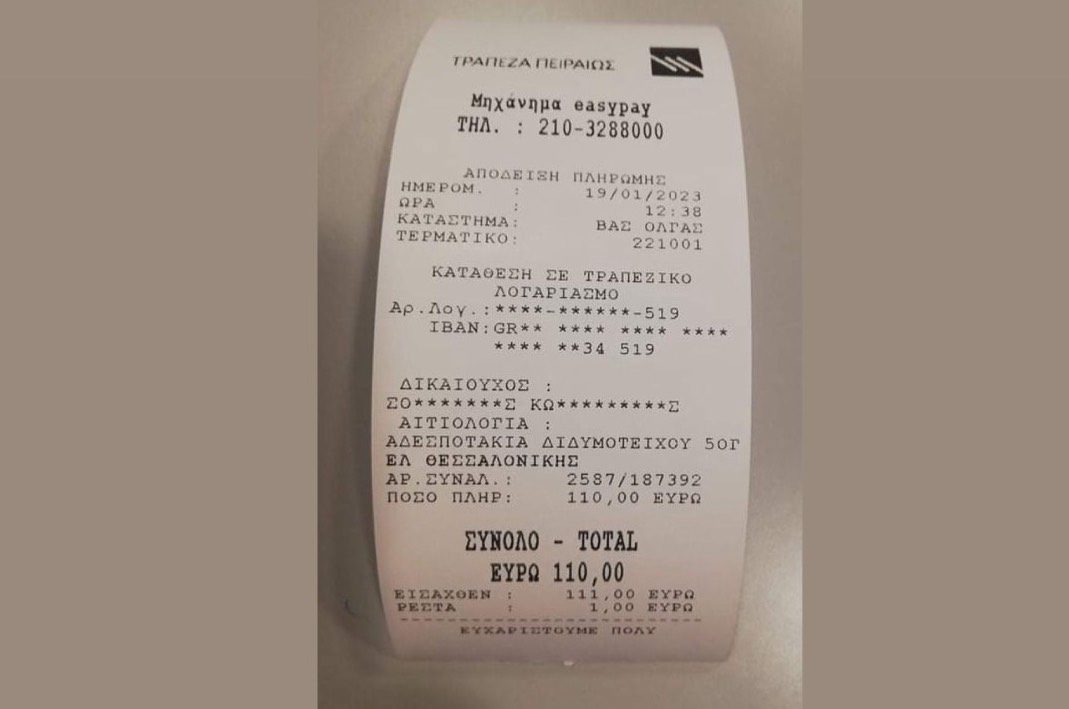 ΤΡΑΠΕΖΑ ΠΕΙΡΑΙΩΣ
Μηχάνημα easypay
ΤΗΛ. : 210-3288000
ΑΠΟΔΕΙΞΗ ΠΛΗΡΩΜΗΣ
ΗΜΕΡΟΜ. : 19/01/2023
ΩΡΑ : 12:38
ΚΑΤΑΣΤΗΜΑ: ΒΑΣ ΟΛΓΑΣ
ΤΕΡΜΑΤΙΚΟ: 221001
ΚΑΤΑΘΕΣΗ ΣΕ ΤΡΑΠΕΖΙΚΟ
ΛΟΓΑΡΙΑΣΜΟ
Αρ.Λογ.:****-******-519
IBAN:GR** **** **** ****
**** **34 519
ΔΙΚΑΙΟΥΧΟΣ :
ΣΟ*******Σ ΚΩ*********Σ
ΑΙΤΙΟΛΟΓΙΑ :
ΑΔΕΣΠΟΤΑΚΙΑ ΔΙΔΥΜΟΤΕΙΧΟΥ 50Γ
ΕΛ ΘΕΣΣΑΛΟΝΙΚΗΣ
ΑΡ.ΣΥΝΑΛ.: 2587/187392
ΠΟΣΟ ΠΛΗΡ: 110,00 ΕΥΡΩ
ΣΥΝΟΛΟ - TOTAL
ΕΥΡΩ 110,00
ΕΙΣΑΧΘΕΝ : 111,00 ΕΥΡΩ
ΡΕΣΤΑ : 1,00 ΕΥΡΩ
ΕΥΧΑΡΙΣΤΟΥΜΕ ΠΟΛΥ